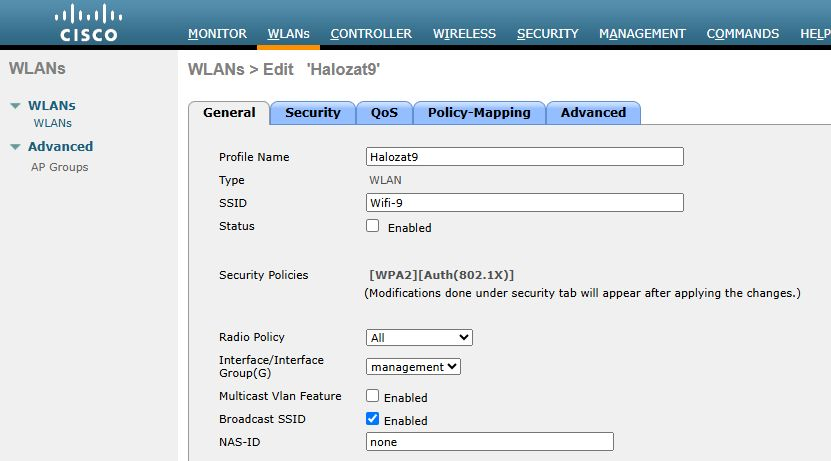 CISCO
MONITOR WLANs CONTROLLER WIRELESS SECURITY MANAGEMENT COMMANDS HELP
WLANs
WLANs > Edit 'Halozat9'
WLANs
WLANs
Advanced
AP Groups
General Security QoS Policy-Mapping Advanced
Profile Name Halozat9
Type WLAN
SSID Wifi-9
Status Enabled
Security Policies [WPA2][Auth(802.1X)]
(Modifications done under security tab will appear after applying the changes.)
Radio Policy All
Interface/Interface
Group(G) management
Multicast Vlan Feature Enabled
Broadcast SSID Enabled
NAS-ID none